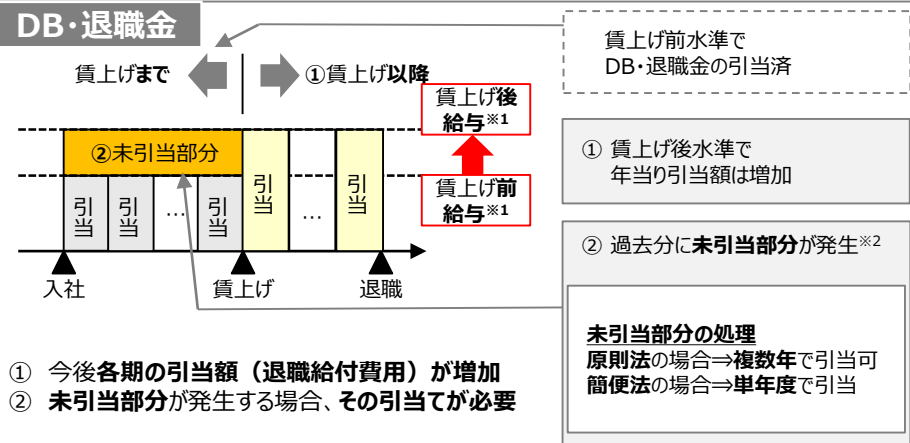 DB・退職金
賃上げまで
①賃上げ以降
賃上げ後
給与※1
賃上げ前
給与※1
②未引当部分
引当
引当
…
引当
引当
…
引当
入社
賃上げ
退職
① 今後各期の引当額（退職給付費用）が増加
② 未引当部分が発生する場合、その引当てが必要
賃上げ前水準で
DB・退職金の引当済
① 賃上げ後水準で
年当り引当額は増加
② 過去分に未引当部分が発生※2
未引当部分の処理
原則法の場合⇒複数年で引当可
簡便法の場合⇒単年度で引当